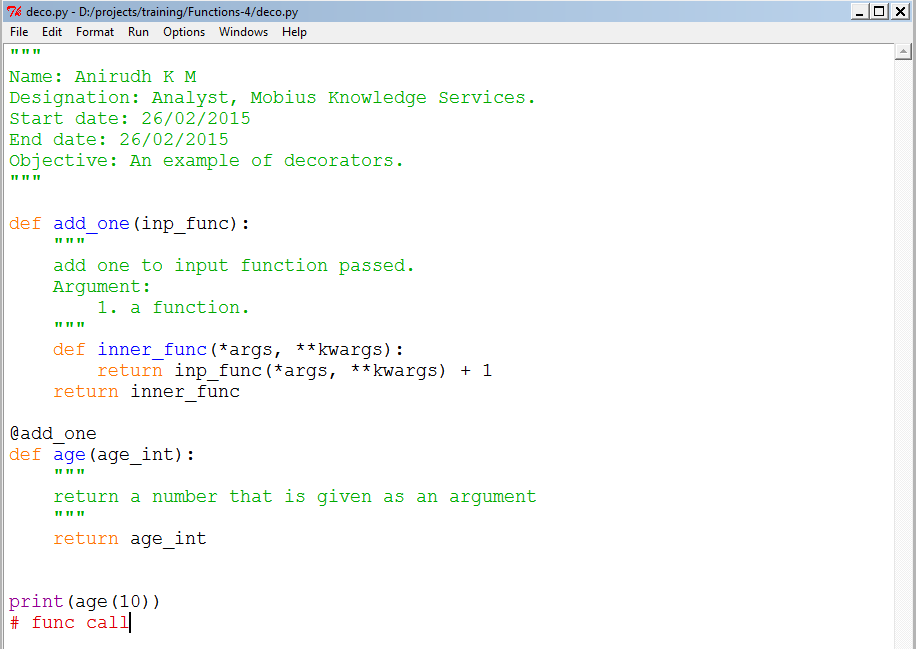 deco.py - D:/projects/training/Functions-4/deco.py
File Edit Format Run Options Windows Help
"""
Name: Anirudh K M
Designation: Analyst, Mobius Knowledge Services.
Start date: 26/02/2015
End date: 26/02/2015
Objective: An example of decorators.
"""

def add_one(inp_func):
    """
    add one to input function passed.
    Argument:
        1. a function.
    """
    def inner_func(*args, **kwargs):
        return inp_func(*args, **kwargs) + 1
    return inner_func

@add_one
def age(age_int):
    """
    return a number that is given as an argument
    """
    return age_int


print(age(10))
# func call